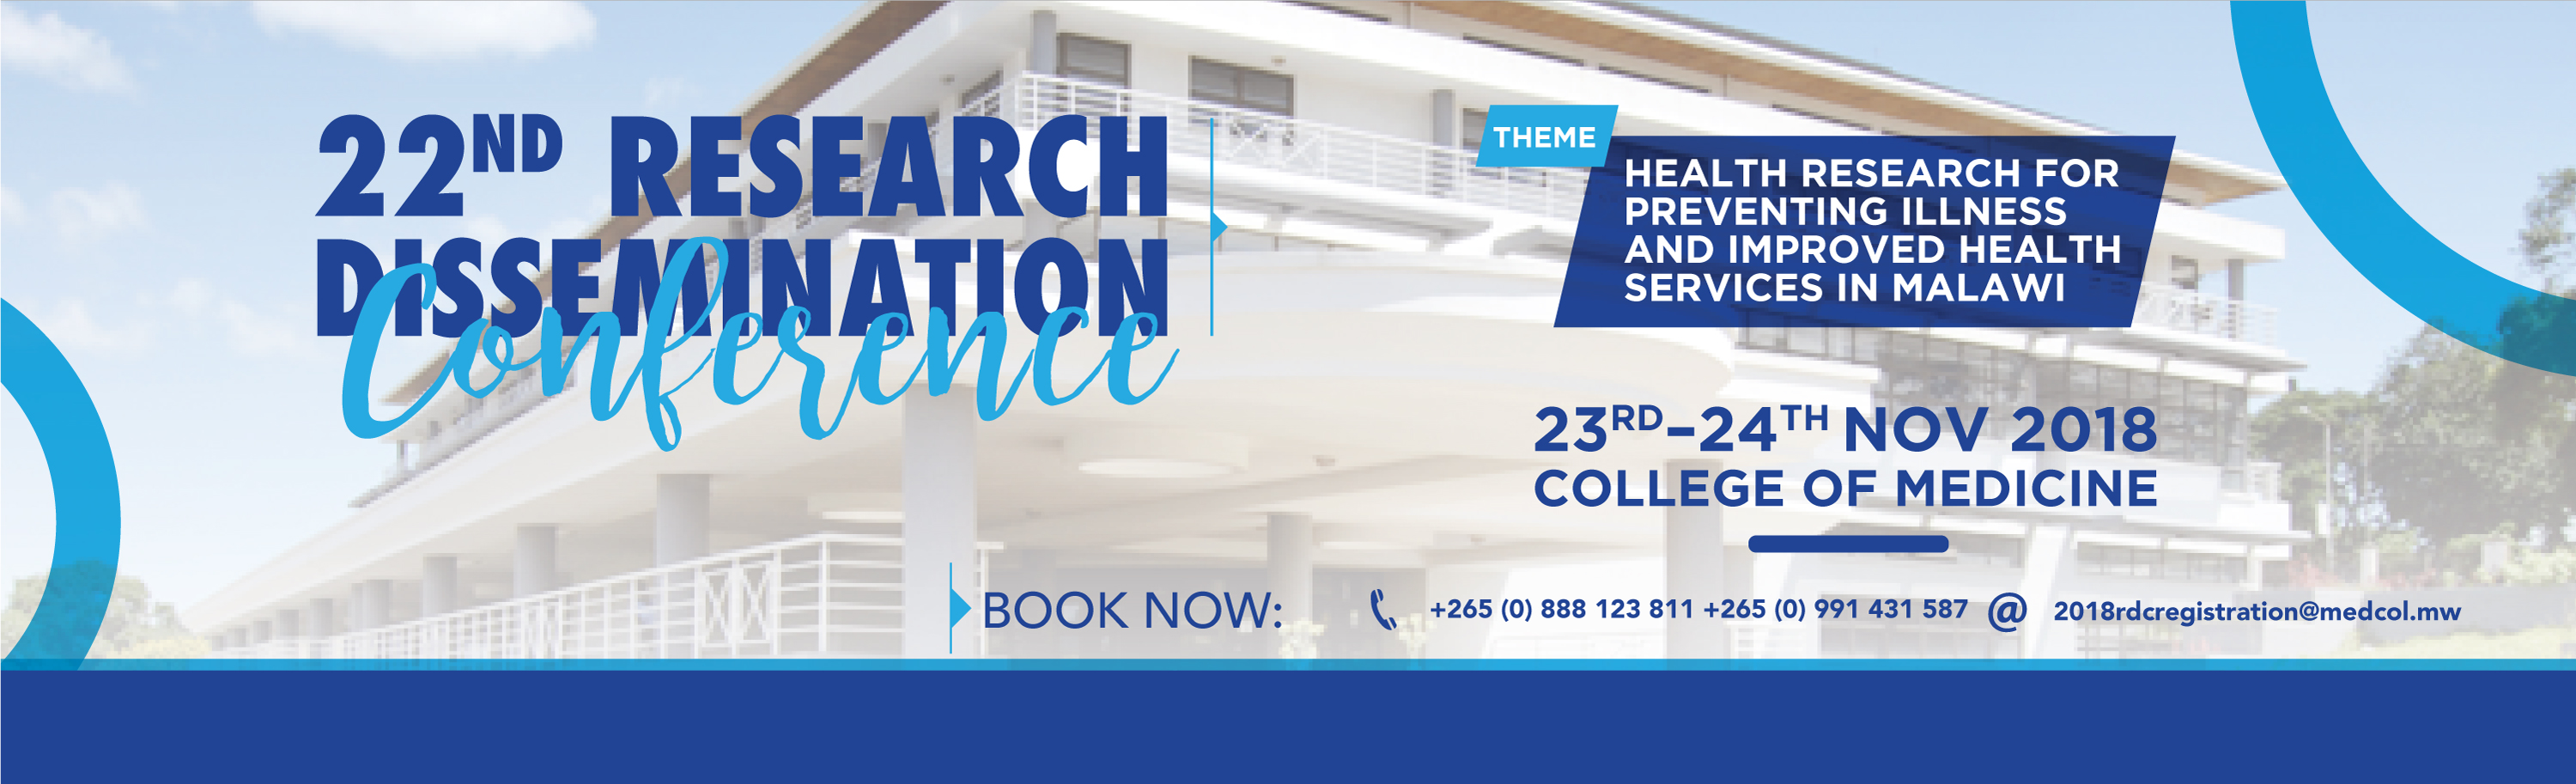 22ND RESEARCH
DISSEMINATION
Conference
THEME
HEALTH RESEARCH FOR
PREVENTING ILLNESS
AND IMPROVED HEALTH
SERVICES IN MALAWI
23RD–24TH NOV 2018
COLLEGE OF MEDICINE
BOOK NOW: +265 (0) 888 123 811 +265 (0) 991 431 587 @ 2018rdcregistration@medcol.mw